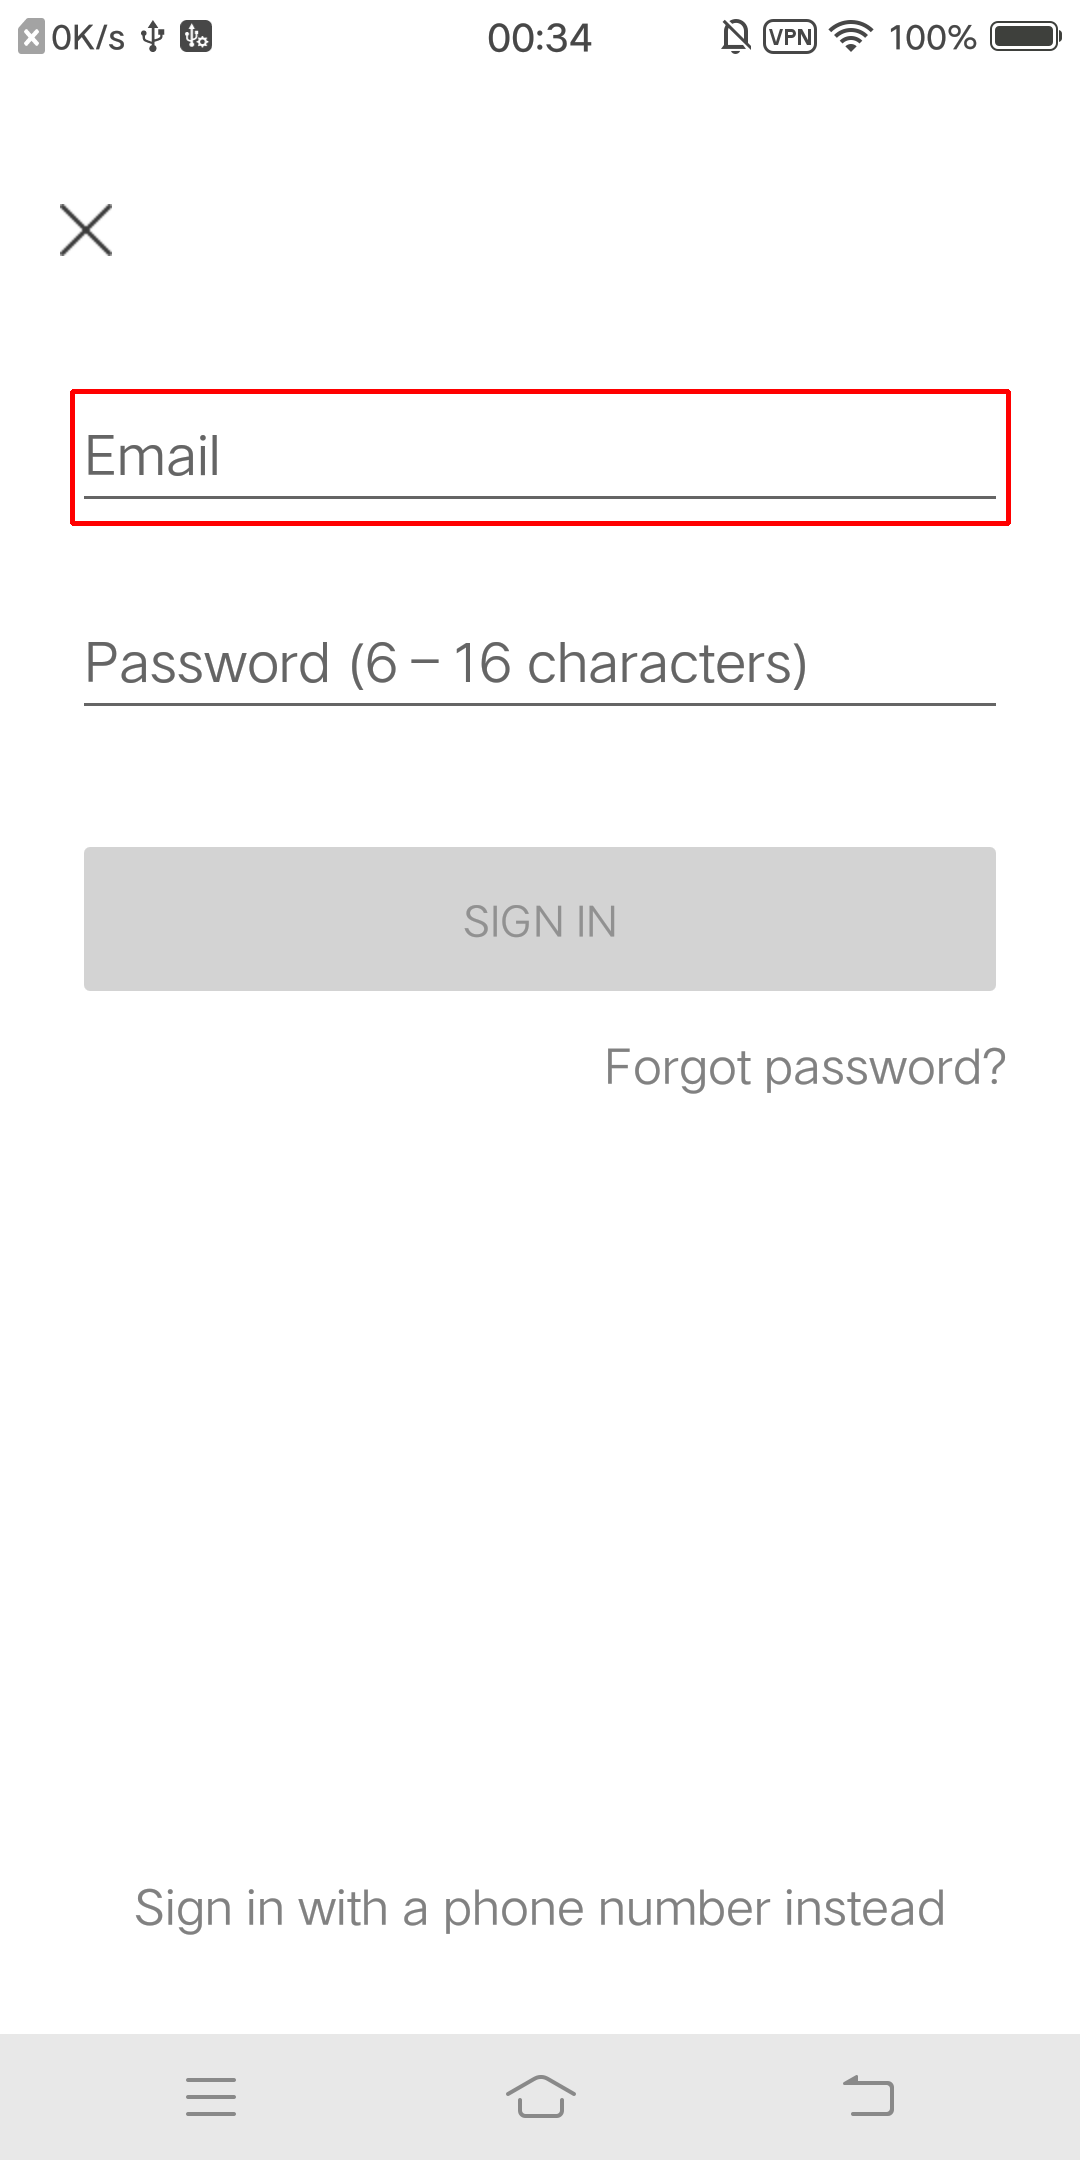 0K/s
00:34
VPN
100%
Email
Password (6 – 16 characters)
SIGN IN
Forgot password?
Sign in with a phone number instead